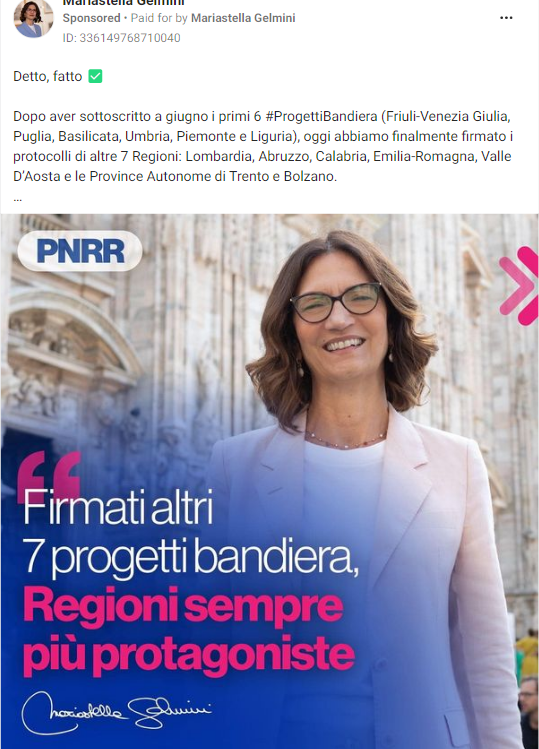 Mariastella Gelmini
Sponsored • Paid for by Mariastella Gelmini
ID: 336149768710040
Detto, fatto ✅
Dopo aver sottoscritto a giugno i primi 6 #ProgettiBandiera (Friuli-Venezia Giulia,
Puglia, Basilicata, Umbria, Piemonte e Liguria), oggi abbiamo finalmente firmato i
protocolli di altre 7 Regioni: Lombardia, Abruzzo, Calabria, Emilia-Romagna, Valle
D’Aosta e le Province Autonome di Trento e Bolzano.
...
PNRR
“
Firmati altri
7 progetti bandiera,
Regioni sempre
più protagoniste
Mariastella Gelmini